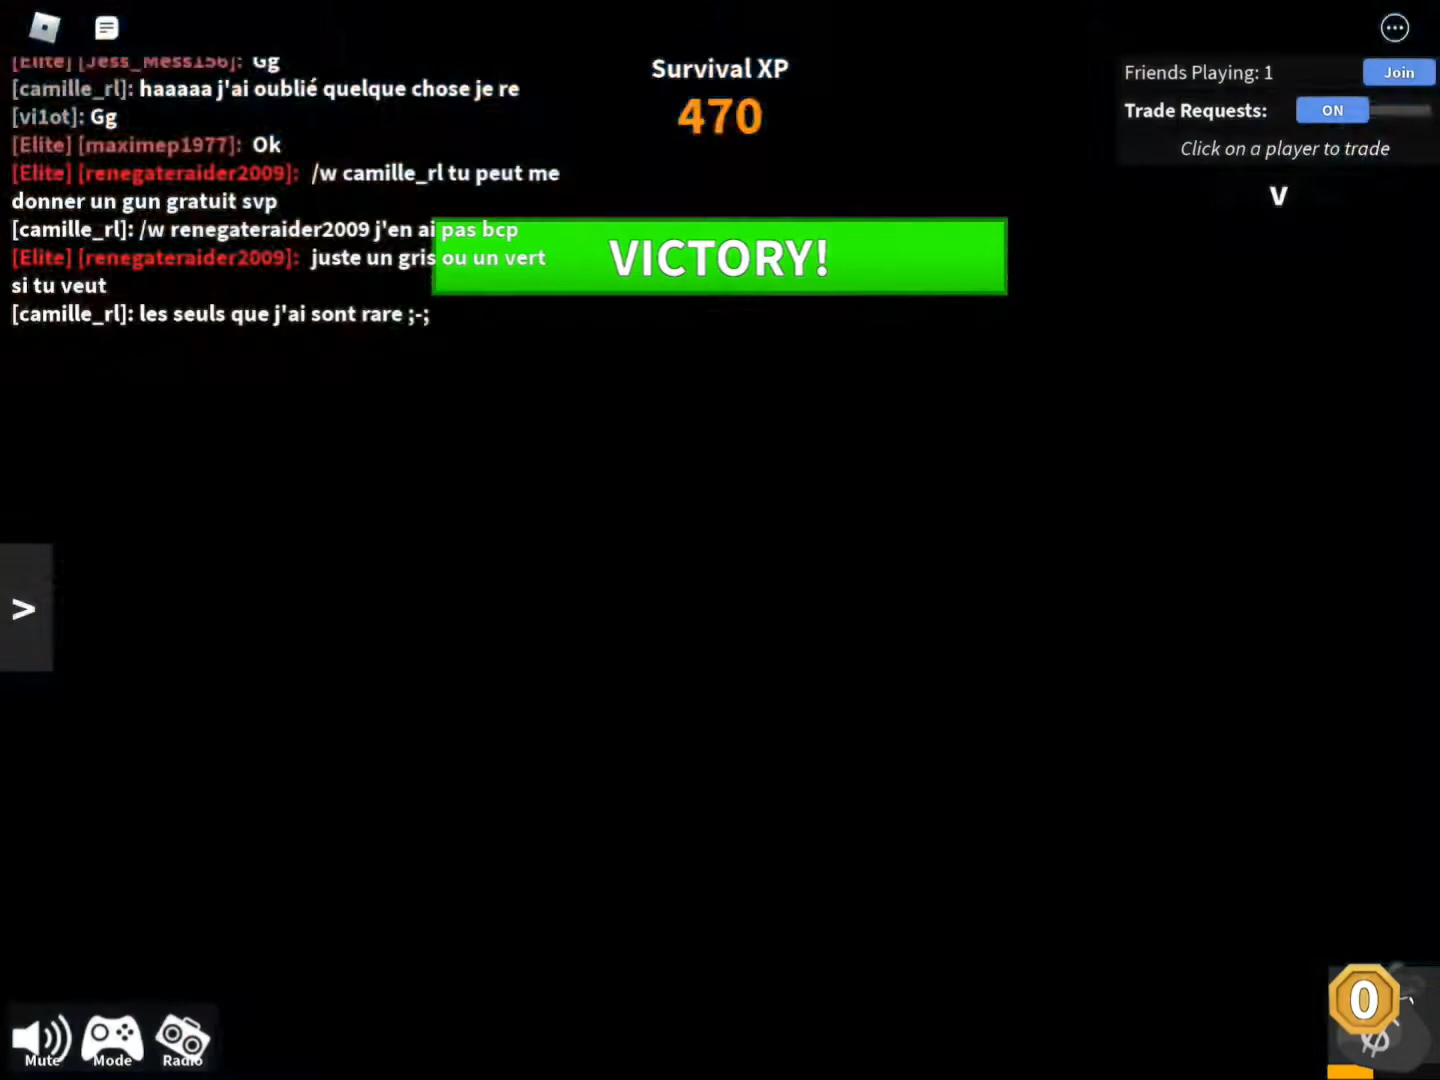 [Elite] [Jess_Mess156]: Gg
[camille_rl]: haaaaa j'ai oublié quelque chose je re
[vi1ot]: Gg
[Elite] [maximep1977]: Ok
[Elite] [renegateraider2009]: /w camille_rl tu peut me
donner un gun gratuit svp
[camille_rl]: /w renegateraider2009 j'en ai pas bcp
[Elite] [renegateraider2009]: juste un gris ou un vert
si tu veut
[camille_rl]: les seuls que j'ai sont rare ;-;
Survival XP
470
VICTORY!
Friends Playing: 1
Join
Trade Requests:
ON
Click on a player to trade
v
>
Mute
Mode
Radio
0